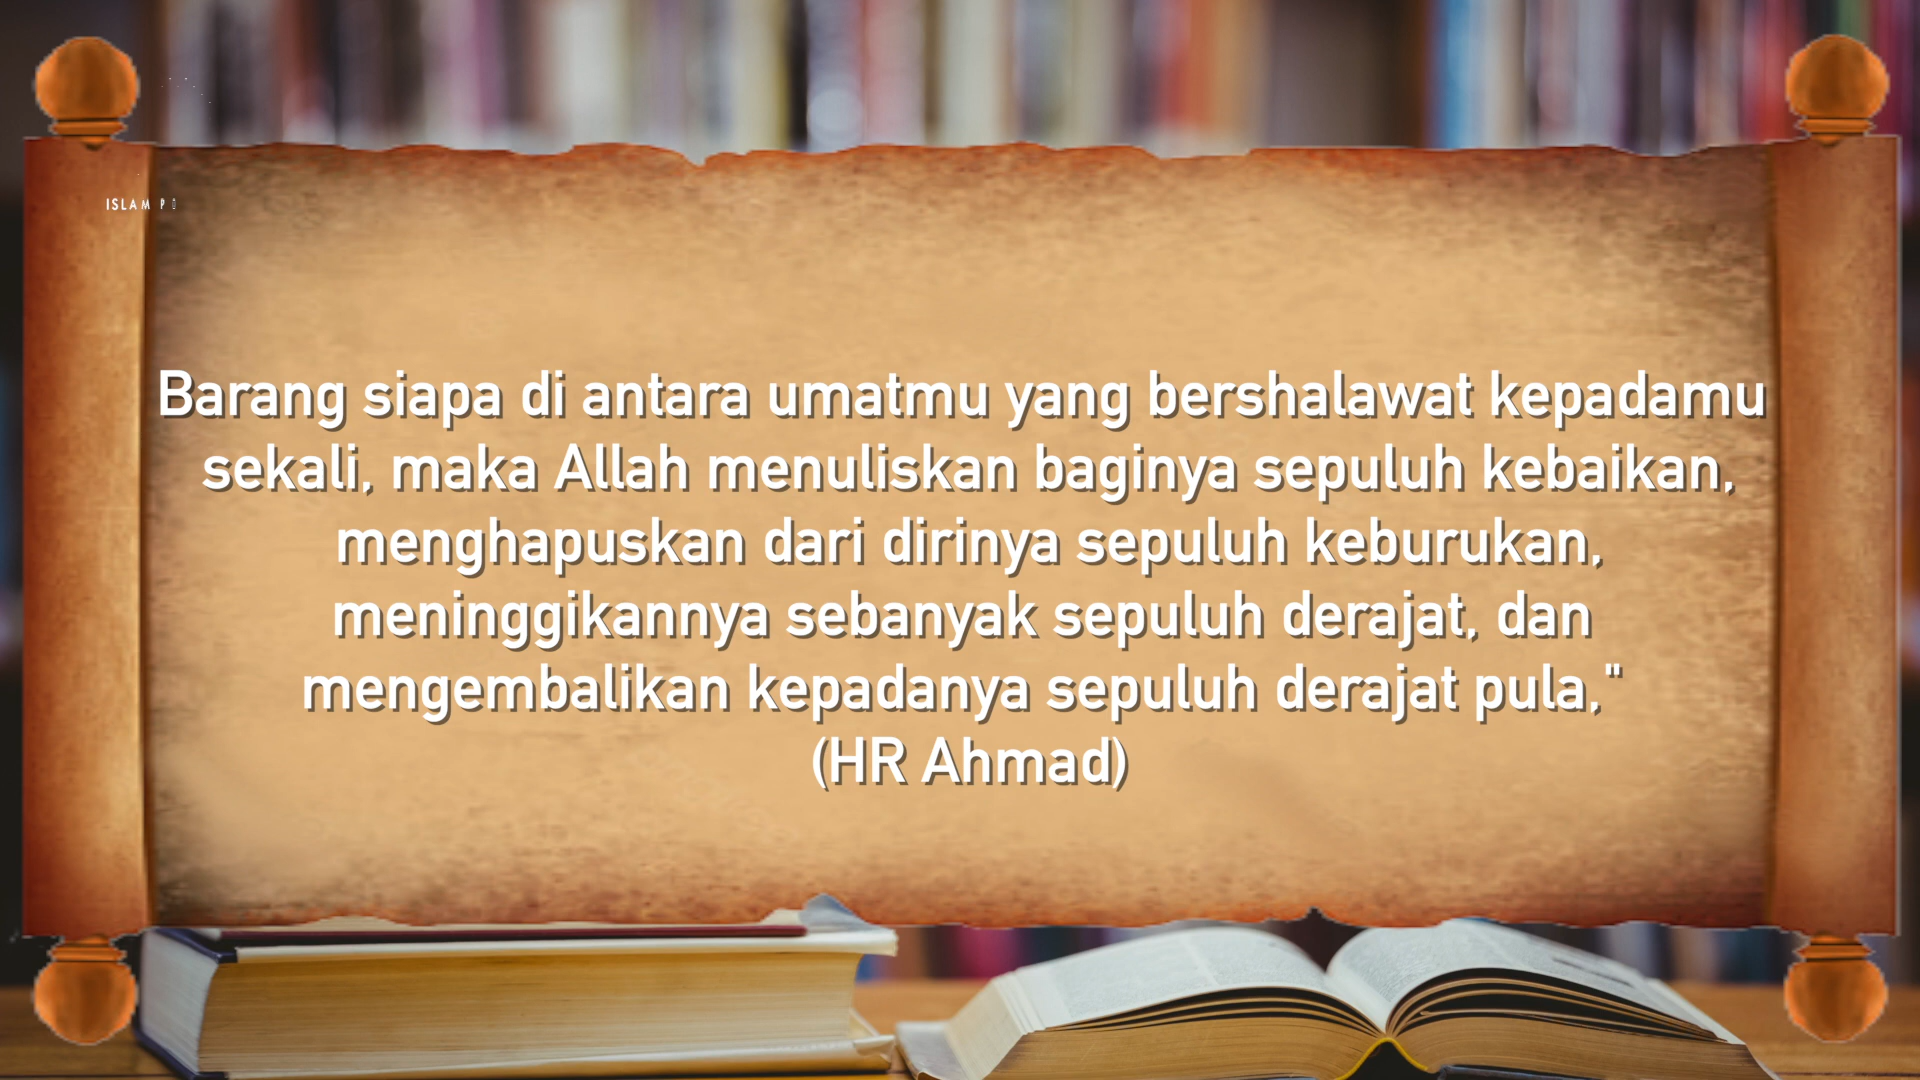 ISLAM P
Barang siapa di antara umatmu yang bershalawat kepadamu
sekali, maka Allah menuliskan baginya sepuluh kebaikan,
menghapuskan dari dirinya sepuluh keburukan,
meninggikannya sebanyak sepuluh derajat, dan
mengembalikan kepadanya sepuluh derajat pula,"
(HR Ahmad)